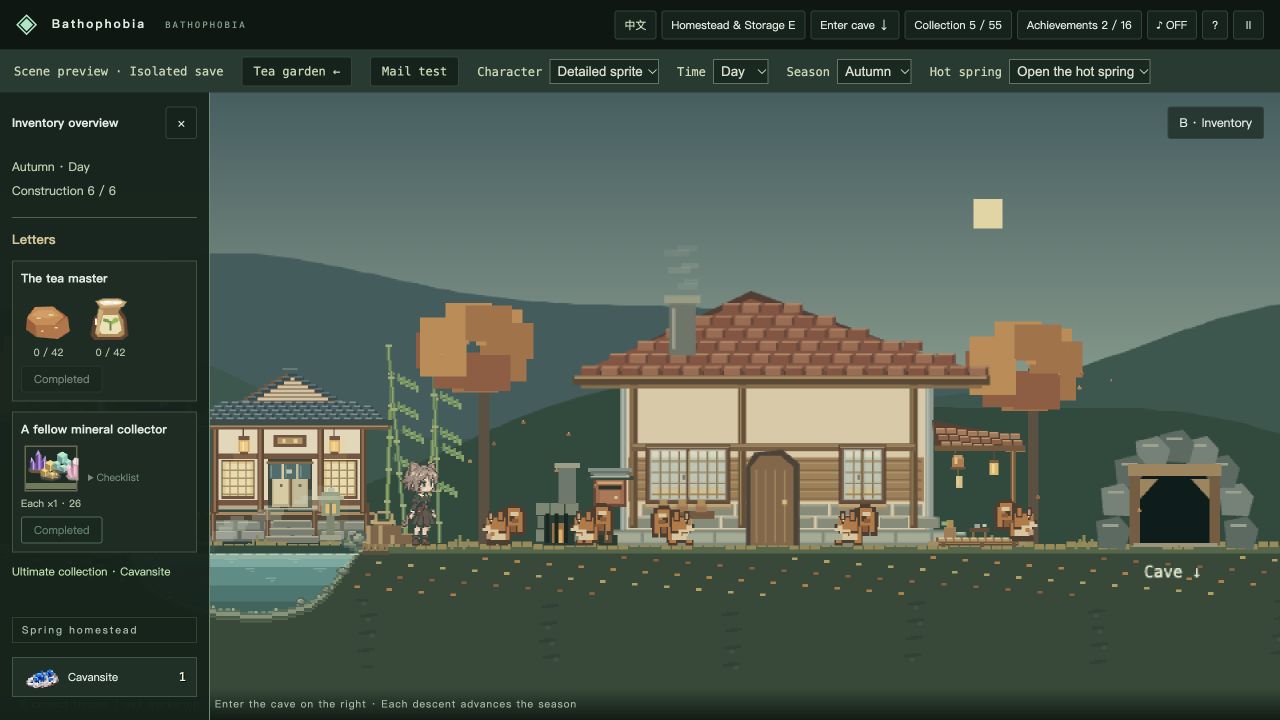 Bathophobia BATHOPHOBIA 中文 Homestead & Storage E Enter cave ↓ Collection 5 / 55 Achievements 2 / 16 ♪ OFF ? II
Scene preview · Isolated save Tea garden ← Mail test Character Detailed sprite Time Day Season Autumn Hot spring Open the hot spring
Inventory overview ×
B · Inventory
Autumn · Day
Construction 6 / 6
Letters
The tea master
0 / 42 0 / 42
Completed
A fellow mineral collector
▶ Checklist
Each ×1 · 26
Completed
Ultimate collection · Cavansite
Cave ↓
Spring homestead
Cavansite 1
Enter the cave on the right · Each descent advances the season